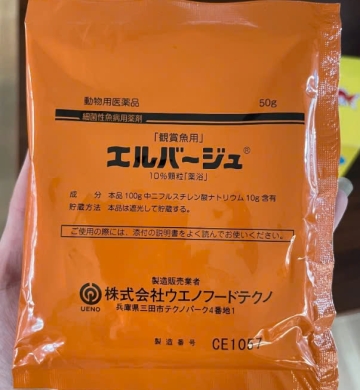 動物用医薬品 50g
細菌性魚病用薬剤
「観賞魚用」
エルバージュ®
10%顆粒「薬浴」
成 分 本品100g中ニフルスチレン酸ナトリウム10g含有
貯蔵方法 本品は遮光して貯蔵する。
ご使用の際には、添付の説明書をよく読んでお使いください。
製造販売業者
UENO 株式会社ウエノフードテクノ
兵庫県三田市テクノパーク4番地1
製造番号 CE1057